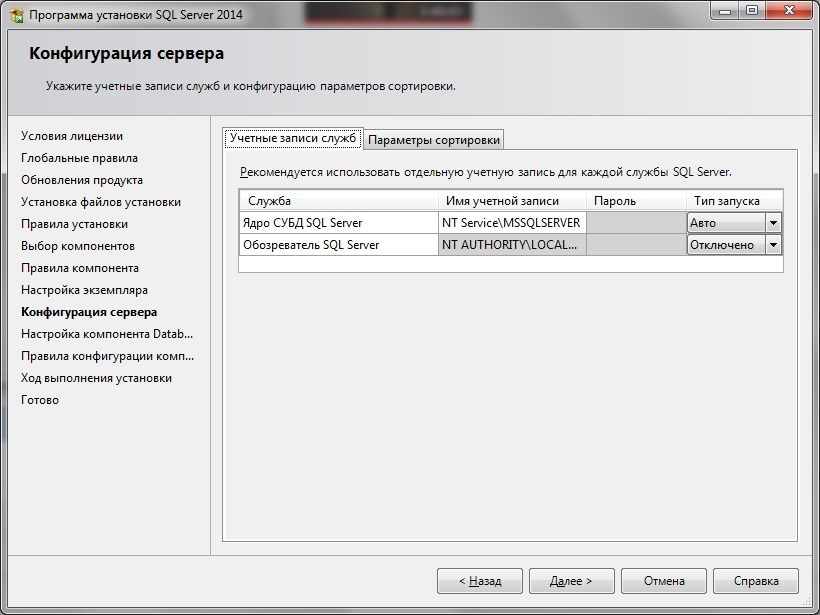 Программа установки SQL Server 2014
Конфигурация сервера
Укажите учетные записи служб и конфигурацию параметров сортировки.
Условия лицензии
Глобальные правила
Обновления продукта
Установка файлов установки
Правила установки
Выбор компонентов
Правила компонента
Настройка экземпляра
Конфигурация сервера
Настройка компонента Datab...
Правила конфигурации комп...
Ход выполнения установки
Готово
Учетные записи служб Параметры сортировки
Рекомендуется использовать отдельную учетную запись для каждой службы SQL Server.
Служба Имя учетной записи Пароль Тип запуска
Ядро СУБД SQL Server NT Service\MSSQLSERVER Авто
Обозреватель SQL Server NT AUTHORITY\LOCAL... Отключено
< Назад Далее > Отмена Справка